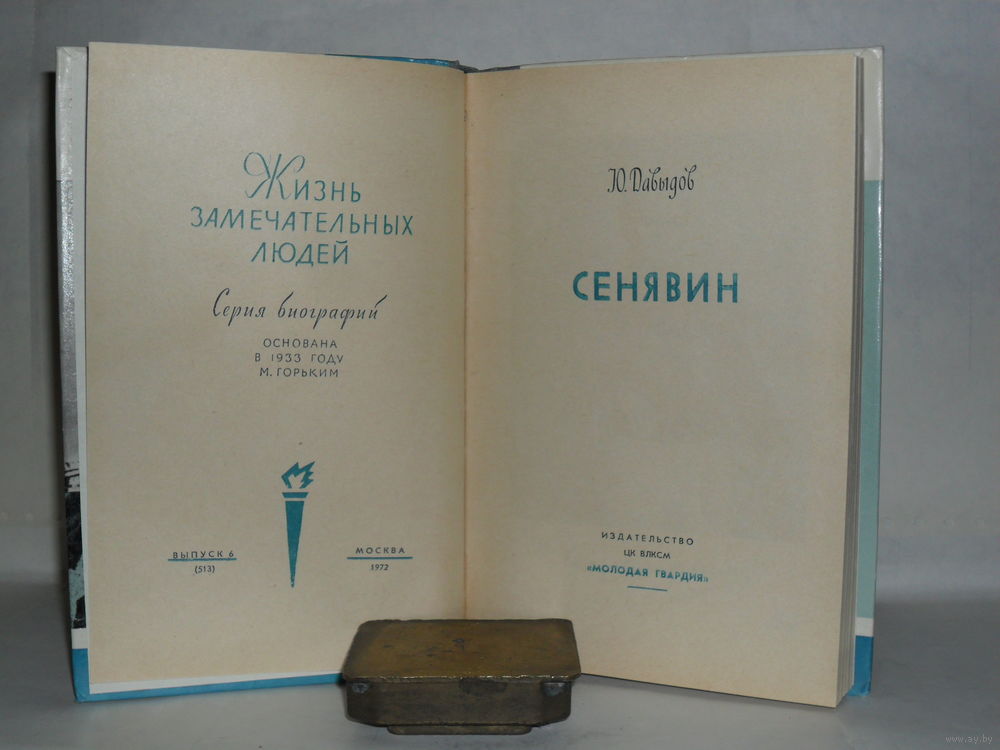 Жизнь
ЗАМЕЧАТЕЛЬНЫХ
ЛЮДЕЙ
Серия биографий
ОСНОВАНА
В 1933 ГОДУ
М. ГОРЬКИМ
ВЫПУСК 6
(513)
МОСКВА
1972
Ю. Давыдов
СЕНЯВИН
ИЗДАТЕЛЬСТВО
ЦК ВЛКСМ
«МОЛОДАЯ ГВАРДИЯ»
www.ay.by